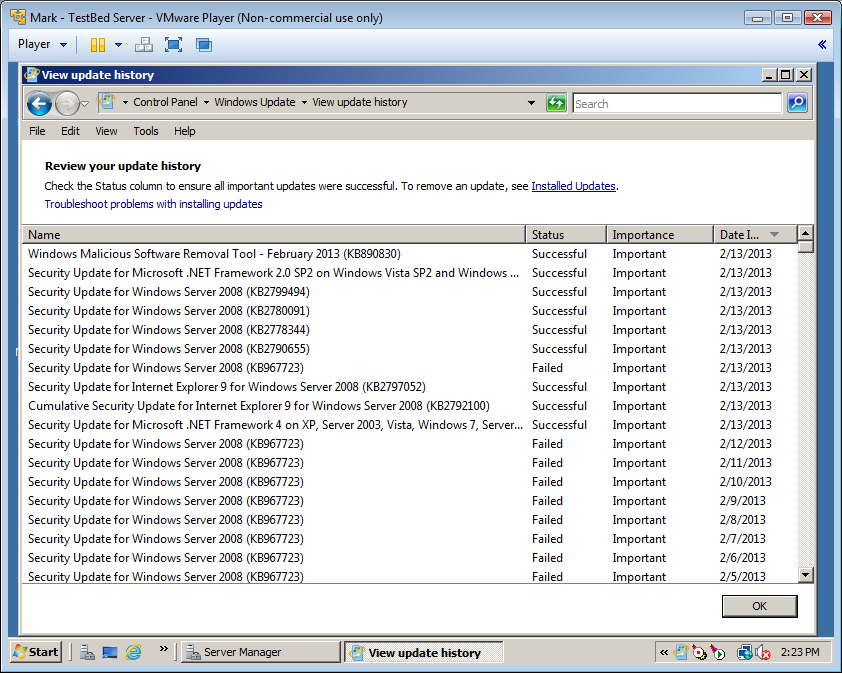 Mark - TestBed Server - VMware Player (Non-commercial use only)
Player
View update history
Control Panel Windows Update View update history Search
File Edit View Tools Help
Review your update history
Check the Status column to ensure all important updates were successful. To remove an update, see Installed Updates.
Troubleshoot problems with installing updates
Name Status Importance Date I...
Windows Malicious Software Removal Tool - February 2013 (KB890830) Successful Important 2/13/2013
Security Update for Microsoft .NET Framework 2.0 SP2 on Windows Vista SP2 and Windows ... Successful Important 2/13/2013
Security Update for Windows Server 2008 (KB2799494) Successful Important 2/13/2013
Security Update for Windows Server 2008 (KB2780091) Successful Important 2/13/2013
Security Update for Windows Server 2008 (KB2778344) Successful Important 2/13/2013
Security Update for Windows Server 2008 (KB2790655) Successful Important 2/13/2013
Security Update for Windows Server 2008 (KB967723) Failed Important 2/13/2013
Security Update for Internet Explorer 9 for Windows Server 2008 (KB2797052) Successful Important 2/13/2013
Cumulative Security Update for Internet Explorer 9 for Windows Server 2008 (KB2792100) Successful Important 2/13/2013
Security Update for Microsoft .NET Framework 4 on XP, Server 2003, Vista, Windows 7, Server... Successful Important 2/13/2013
Security Update for Windows Server 2008 (KB967723) Failed Important 2/12/2013
Security Update for Windows Server 2008 (KB967723) Failed Important 2/11/2013
Security Update for Windows Server 2008 (KB967723) Failed Important 2/10/2013
Security Update for Windows Server 2008 (KB967723) Failed Important 2/9/2013
Security Update for Windows Server 2008 (KB967723) Failed Important 2/8/2013
Security Update for Windows Server 2008 (KB967723) Failed Important 2/7/2013
Security Update for Windows Server 2008 (KB967723) Failed Important 2/6/2013
Security Update for Windows Server 2008 (KB967723) Failed Important 2/5/2013
OK
Start Server Manager View update history 2:23 PM